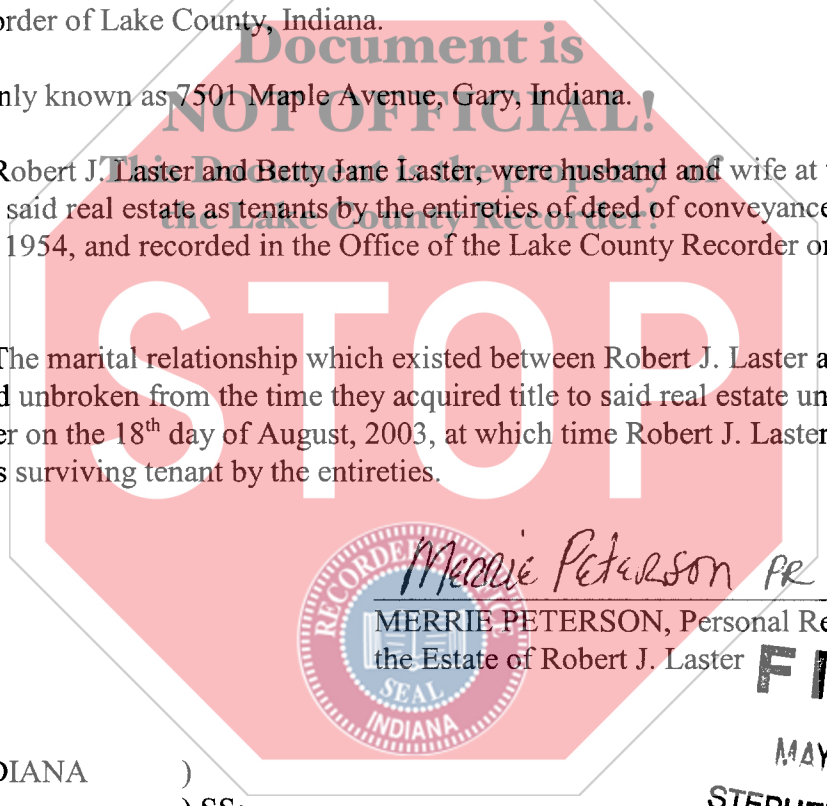 order of Lake County, Indiana.
Document is
nly known as 7501 Maple Avenue, Gary, Indiana.
NOT OFFICIAL!
Robert J. Laster and Betty Jane Laster, were husband and wife at
This Document is the property of
said real estate as tenants by the entireties of deed of conveyance
the Lake County Recorder!
1954, and recorded in the Office of the Lake County Recorder or
STOP
The marital relationship which existed between Robert J. Laster a
d unbroken from the time they acquired title to said real estate un
er on the 18th day of August, 2003, at which time Robert J. Laster
s surviving tenant by the entireties.
Merrie Peterson PR
RECORDER'S OFFICE
SEAL
INDIANA
MERRIE PETERSON, Personal Re
the Estate of Robert J. Laster
FI
MAY
DIANA )
) SS:
STEPHE